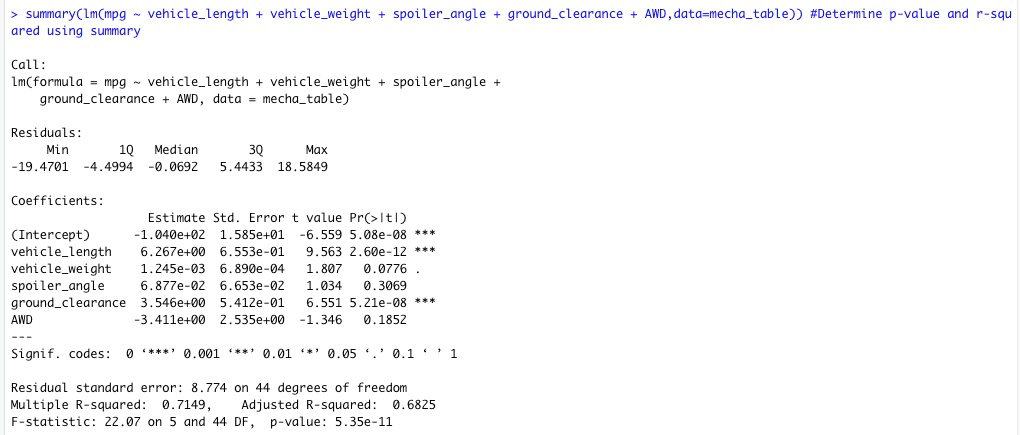 > summary(lm(mpg ~ vehicle_length + vehicle_weight + spoiler_angle + ground_clearance + AWD,data=mecha_table)) #Determine p-value and r-squ
ared using summary

Call:
lm(formula = mpg ~ vehicle_length + vehicle_weight + spoiler_angle +
    ground_clearance + AWD, data = mecha_table)

Residuals:
     Min       1Q   Median       3Q      Max
-19.4701  -4.4994  -0.0692   5.4433  18.5849

Coefficients:
                   Estimate Std. Error t value Pr(>|t|)
(Intercept)      -1.040e+02  1.585e+01  -6.559 5.08e-08 ***
vehicle_length    6.267e+00  6.553e-01   9.563 2.60e-12 ***
vehicle_weight    1.245e-03  6.890e-04   1.807   0.0776 .
spoiler_angle     6.877e-02  6.653e-02   1.034   0.3069
ground_clearance  3.546e+00  5.412e-01   6.551 5.21e-08 ***
AWD              -3.411e+00  2.535e+00  -1.346   0.1852
---
Signif. codes:  0 ‘***’ 0.001 ‘**’ 0.01 ‘*’ 0.05 ‘.’ 0.1 ‘ ’ 1

Residual standard error: 8.774 on 44 degrees of freedom
Multiple R-squared:  0.7149,    Adjusted R-squared:  0.6825
F-statistic: 22.07 on 5 and 44 DF,  p-value: 5.35e-11